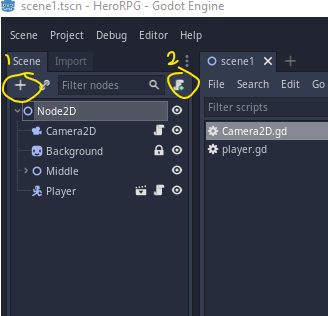 scene1.tscn - HeroRPG - Godot Engine
Scene Project Debug Editor Help
1 2
Scene Import scene1
File Search Edit Go
Filter nodes
Filter scripts
Node2D
Camera2D Camera2D.gd
Background player.gd
Middle
Player